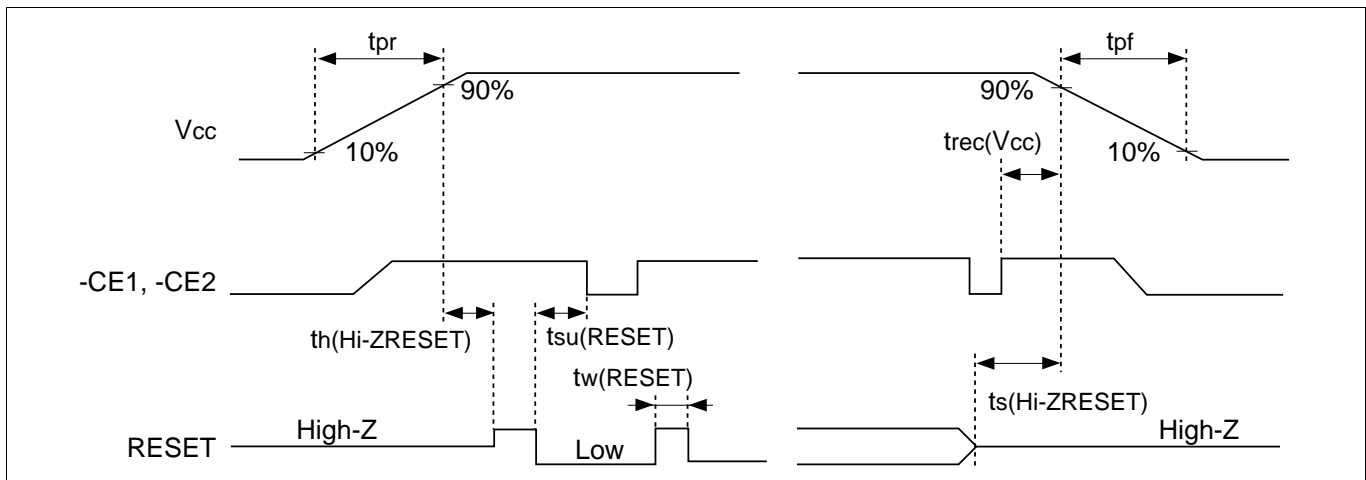 tpr
tpf
90%
90%
Vcc
10%
trec(Vcc)
10%
-CE1, -CE2
th(Hi-ZRESET)
tsu(RESET)
tw(RESET)
ts(Hi-ZRESET)
RESET
High-Z
Low
High-Z